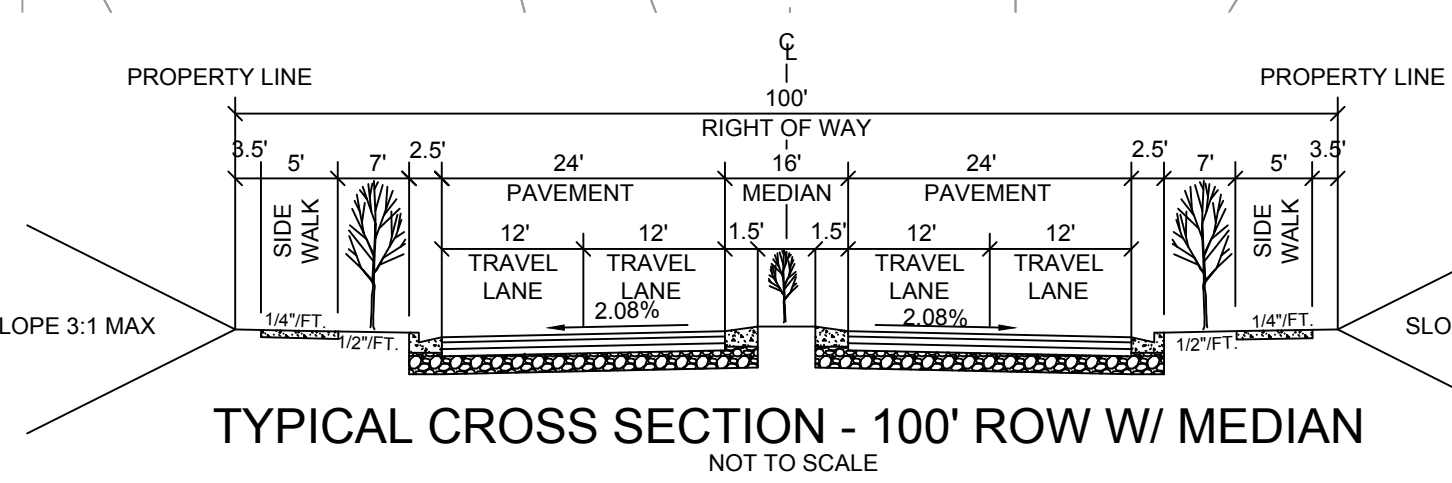 ℄
PROPERTY LINE
PROPERTY LINE
100'
RIGHT OF WAY
3.5' 5' 7' 2.5' 24' 16' 24' 2.5' 7' 5' 3.5'
PAVEMENT MEDIAN PAVEMENT
SIDE
WALK
12' 12' 1.5' 1.5' 12' 12'
SIDE
WALK
TRAVEL
LANE
TRAVEL
LANE
TRAVEL
LANE
TRAVEL
LANE
2.08%
2.08%
LOPE 3:1 MAX
1/4"/FT.
1/2"/FT.
1/2"/FT.
1/4"/FT.
SLO
TYPICAL CROSS SECTION - 100' ROW W/ MEDIAN
NOT TO SCALE